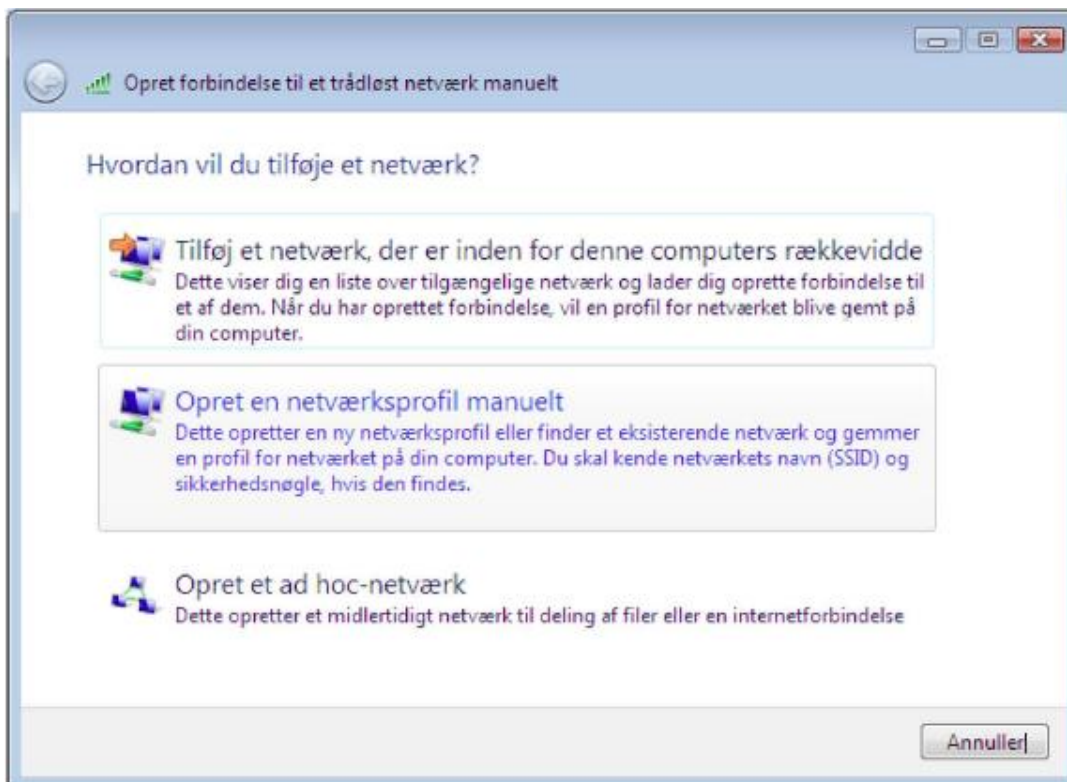 Opret forbindelse til et trådløst netværk manuelt
Hvordan vil du tilføje et netværk?
Tilføj et netværk, der er inden for denne computers rækkevidde
Dette viser dig en liste over tilgængelige netværk og lader dig oprette forbindelse til
et af dem. Når du har oprettet forbindelse, vil en profil for netværket blive gemt på
din computer.
Opret en netværksprofil manuelt
Dette opretter en ny netværksprofil eller finder et eksisterende netværk og gemmer
en profil for netværket på din computer. Du skal kende netværkets navn (SSID) og
sikkerhedsnøgle, hvis den findes.
Opret et ad hoc-netværk
Dette opretter et midlertidigt netværk til deling af filer eller en internetforbindelse
Annuller